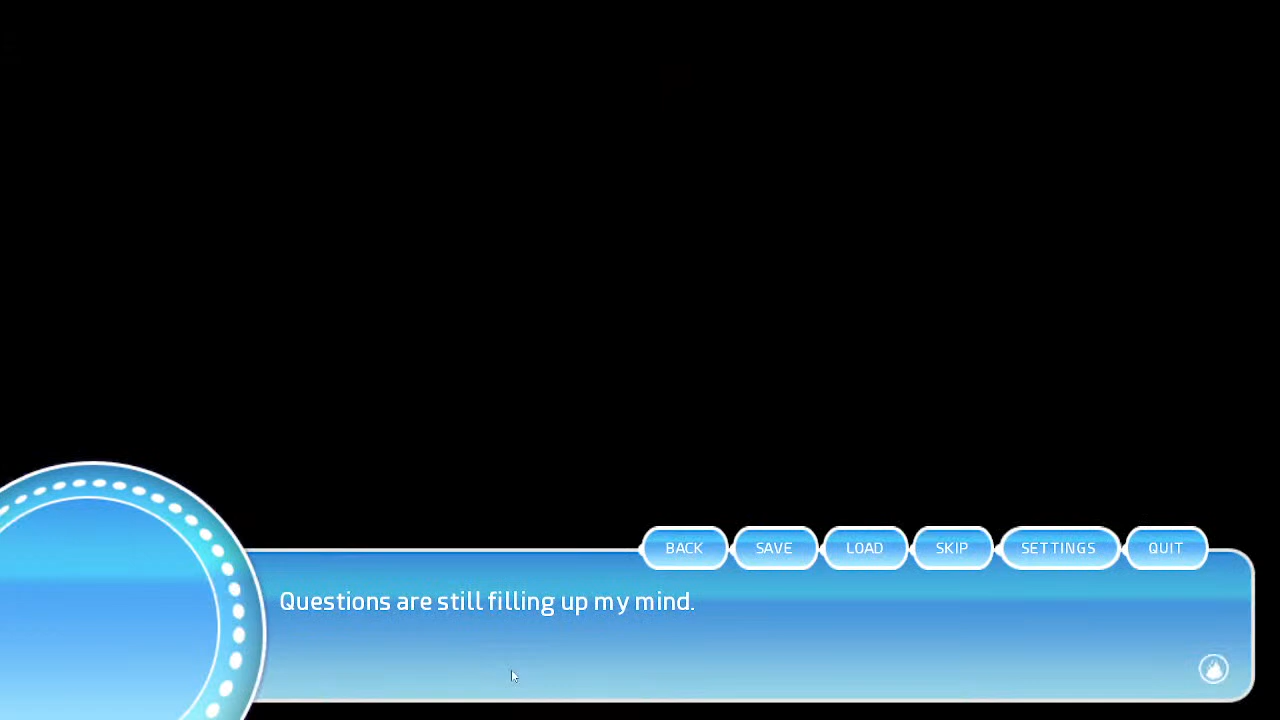 BACK SAVE LOAD SKIP SETTINGS QUIT
Questions are still filling up my mind.